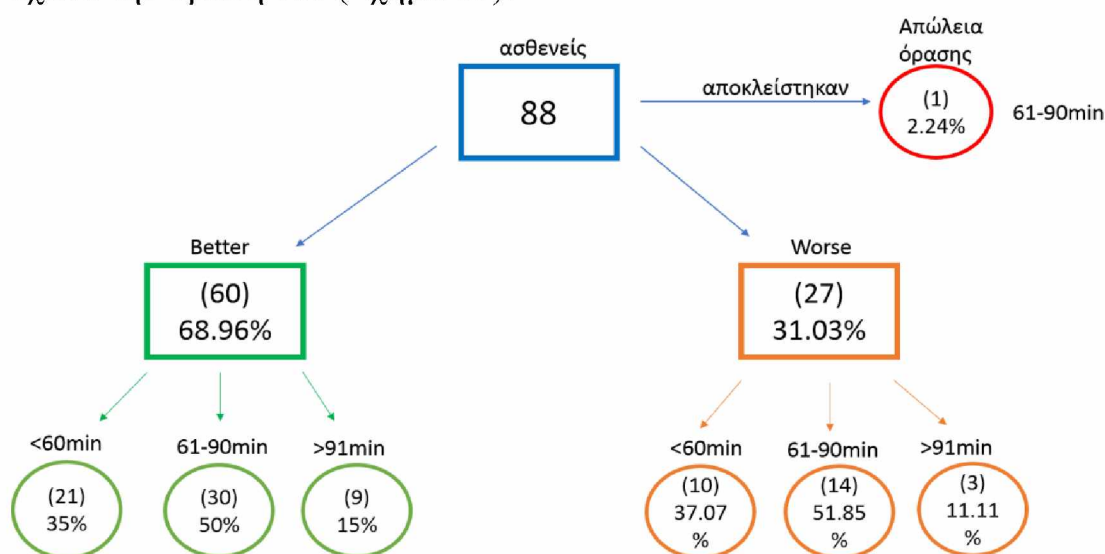 ασθενείς
88
αποκλείστηκαν
Απώλεια
όρασης
(1)
2.24%
61-90min
Better
(60)
68.96%
Worse
(27)
31.03%
<60min
61-90min
>91min
(21)
35%
(30)
50%
(9)
15%
<60min
61-90min
>91min
(10)
37.07
%
(14)
51.85
%
(3)
11.11
%